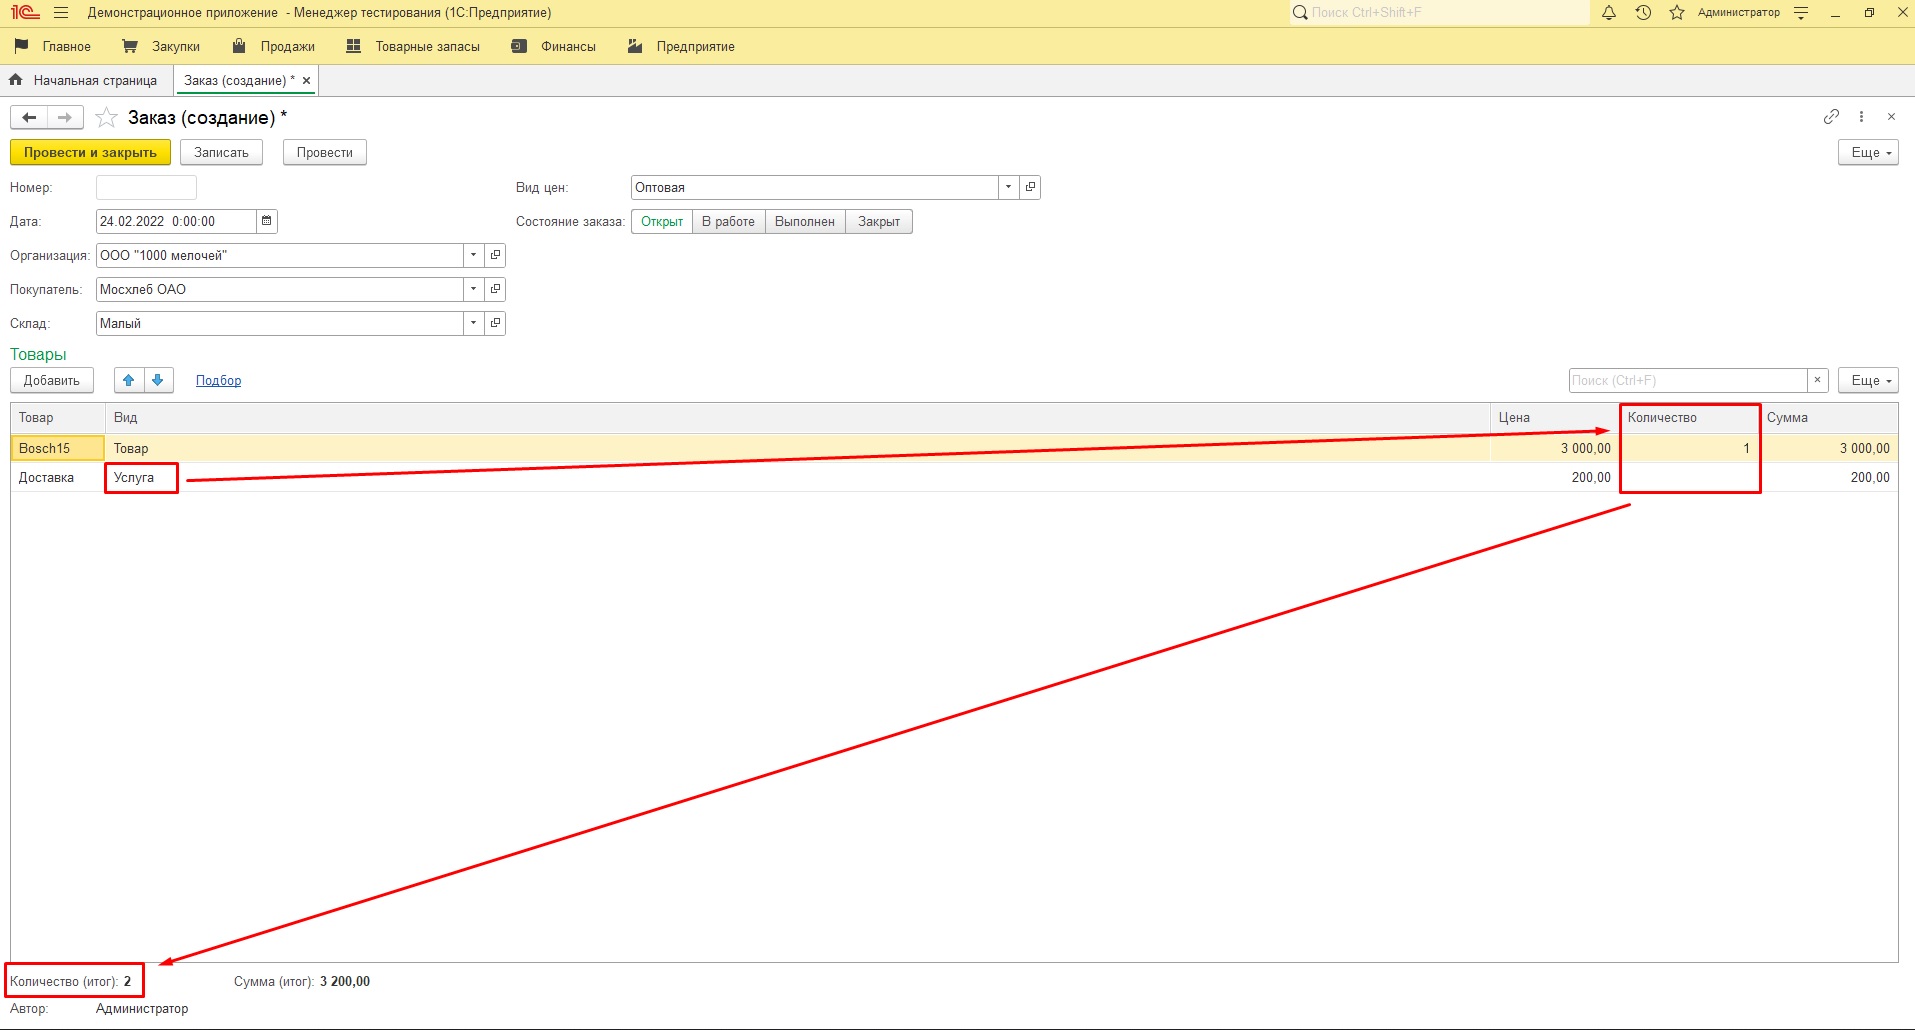 1С Демонстрационное приложение - Менеджер тестирования (1С:Предприятие) Поиск Ctrl+Shift+F Администратор
Главное Закупки Продажи Товарные запасы Финансы Предприятие
Начальная страница Заказ (создание) *
Заказ (создание) *
Провести и закрыть Записать Провести Еще
Номер: Вид цен: Оптовая
Дата: 24.02.2022 0:00:00 Состояние заказа: Открыт В работе Выполнен Закрыт
Организация: ООО "1000 мелочей"
Покупатель: Мосхлеб ОАО
Склад: Малый
Товары
Добавить Подбор Поиск (Ctrl+F) × Еще
Товар Вид Цена Количество Сумма
Bosch15 Товар 3 000,00 1 3 000,00
Доставка Услуга 200,00 200,00
Количество (итог): 2 Сумма (итог): 3 200,00
Автор: Администратор